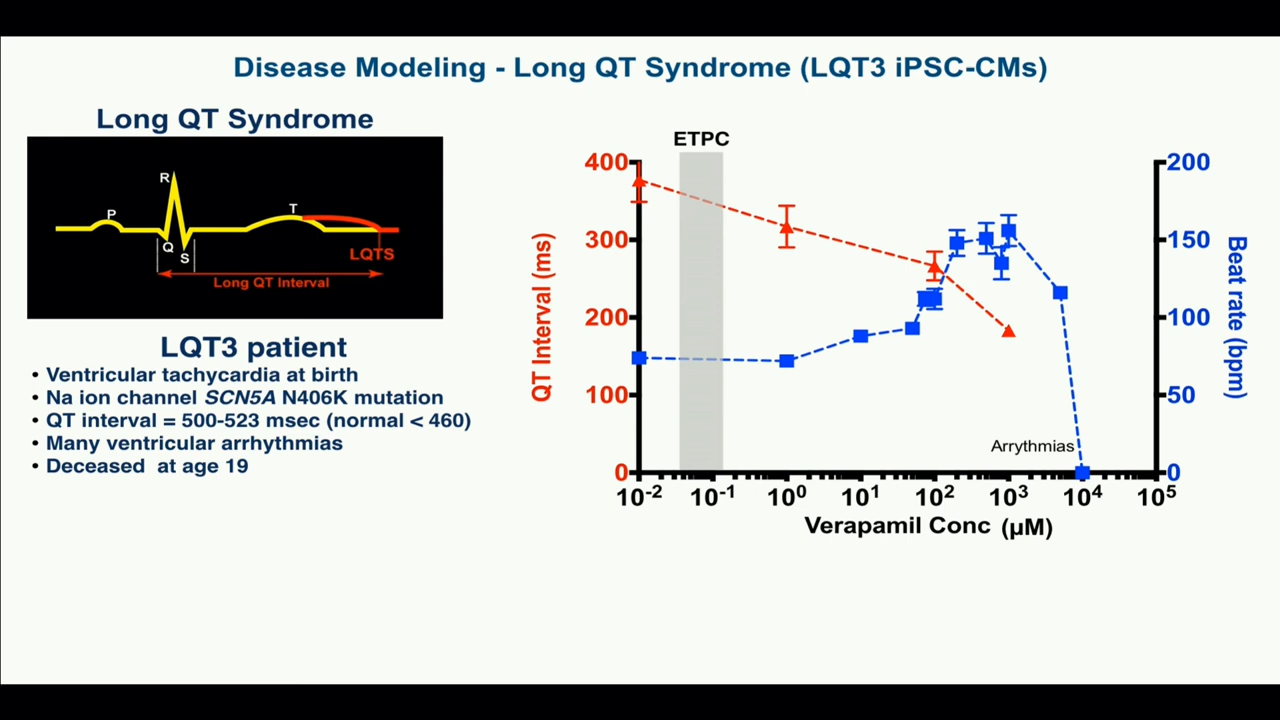 Disease Modeling - Long QT Syndrome (LQT3 iPSC-CMs)
Long QT Syndrome
R
P
T
Q
S
LQTS
Long QT Interval
LQT3 patient
• Ventricular tachycardia at birth
• Na ion channel SCN5A N406K mutation
• QT interval = 500-523 msec (normal < 460)
• Many ventricular arrhythmias
• Deceased at age 19
ETPC
400
300
200
100
0
QT Interval (ms)
200
150
100
50
0
Beat rate (bpm)
Arrythmias
10⁻² 10⁻¹ 10⁰ 10¹ 10² 10³ 10⁴ 10⁵
Verapamil Conc (µM)